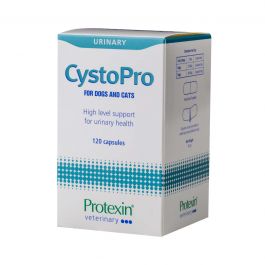 URINARY
CystoPro
FOR DOGS AND CATS
High level support
for urinary health
120 capsules
Protexin®
veterinary